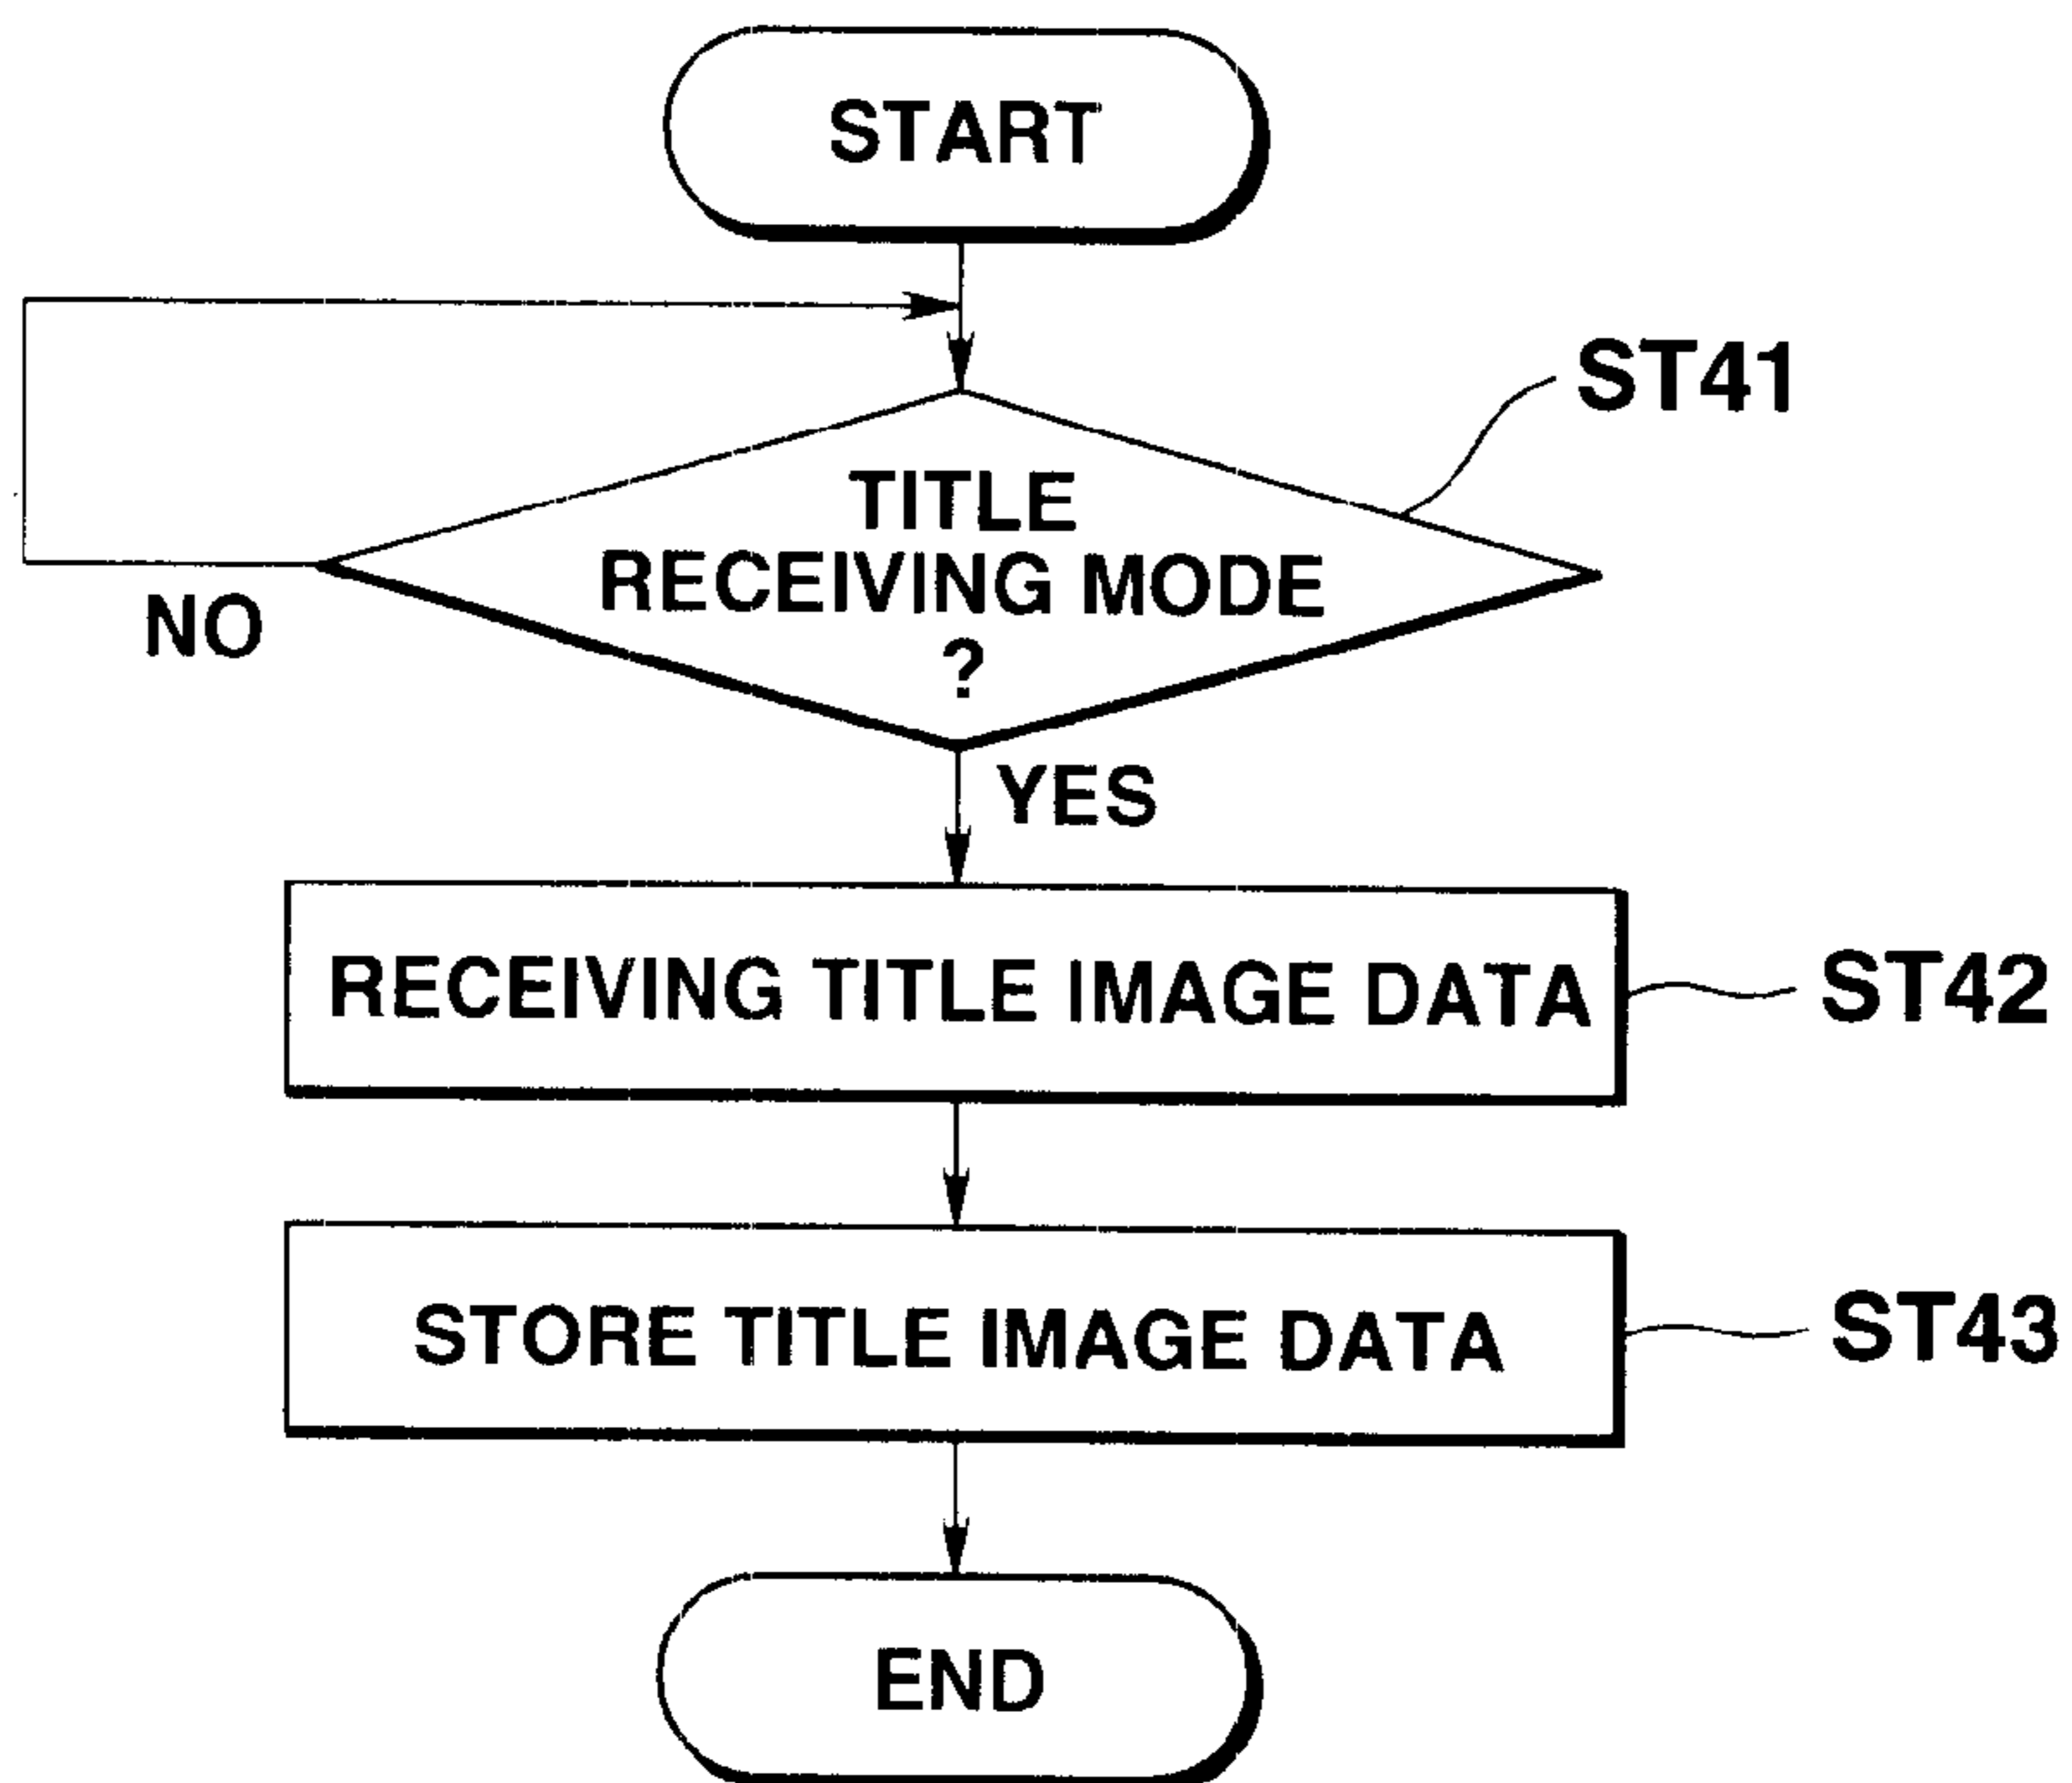 START
ST41
TITLE
RECEIVING MODE
?
NO
YES
RECEIVING TITLE IMAGE DATA
ST42
STORE TITLE IMAGE DATA
ST43
END